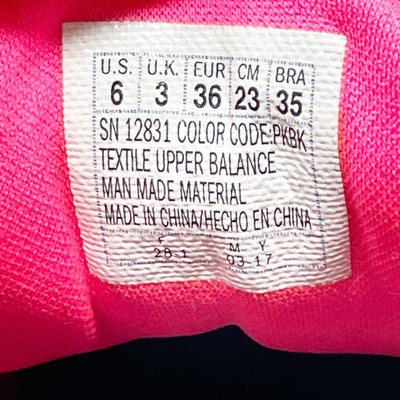 U.S. U.K. EUR CM BRA
6 3 36 23 35
SN 12831 COLOR CODE:PKBK
TEXTILE UPPER BALANCE
MAN MADE MATERIAL
MADE IN CHINA/HECHO EN CHINA
F M Y
28.1 03.17